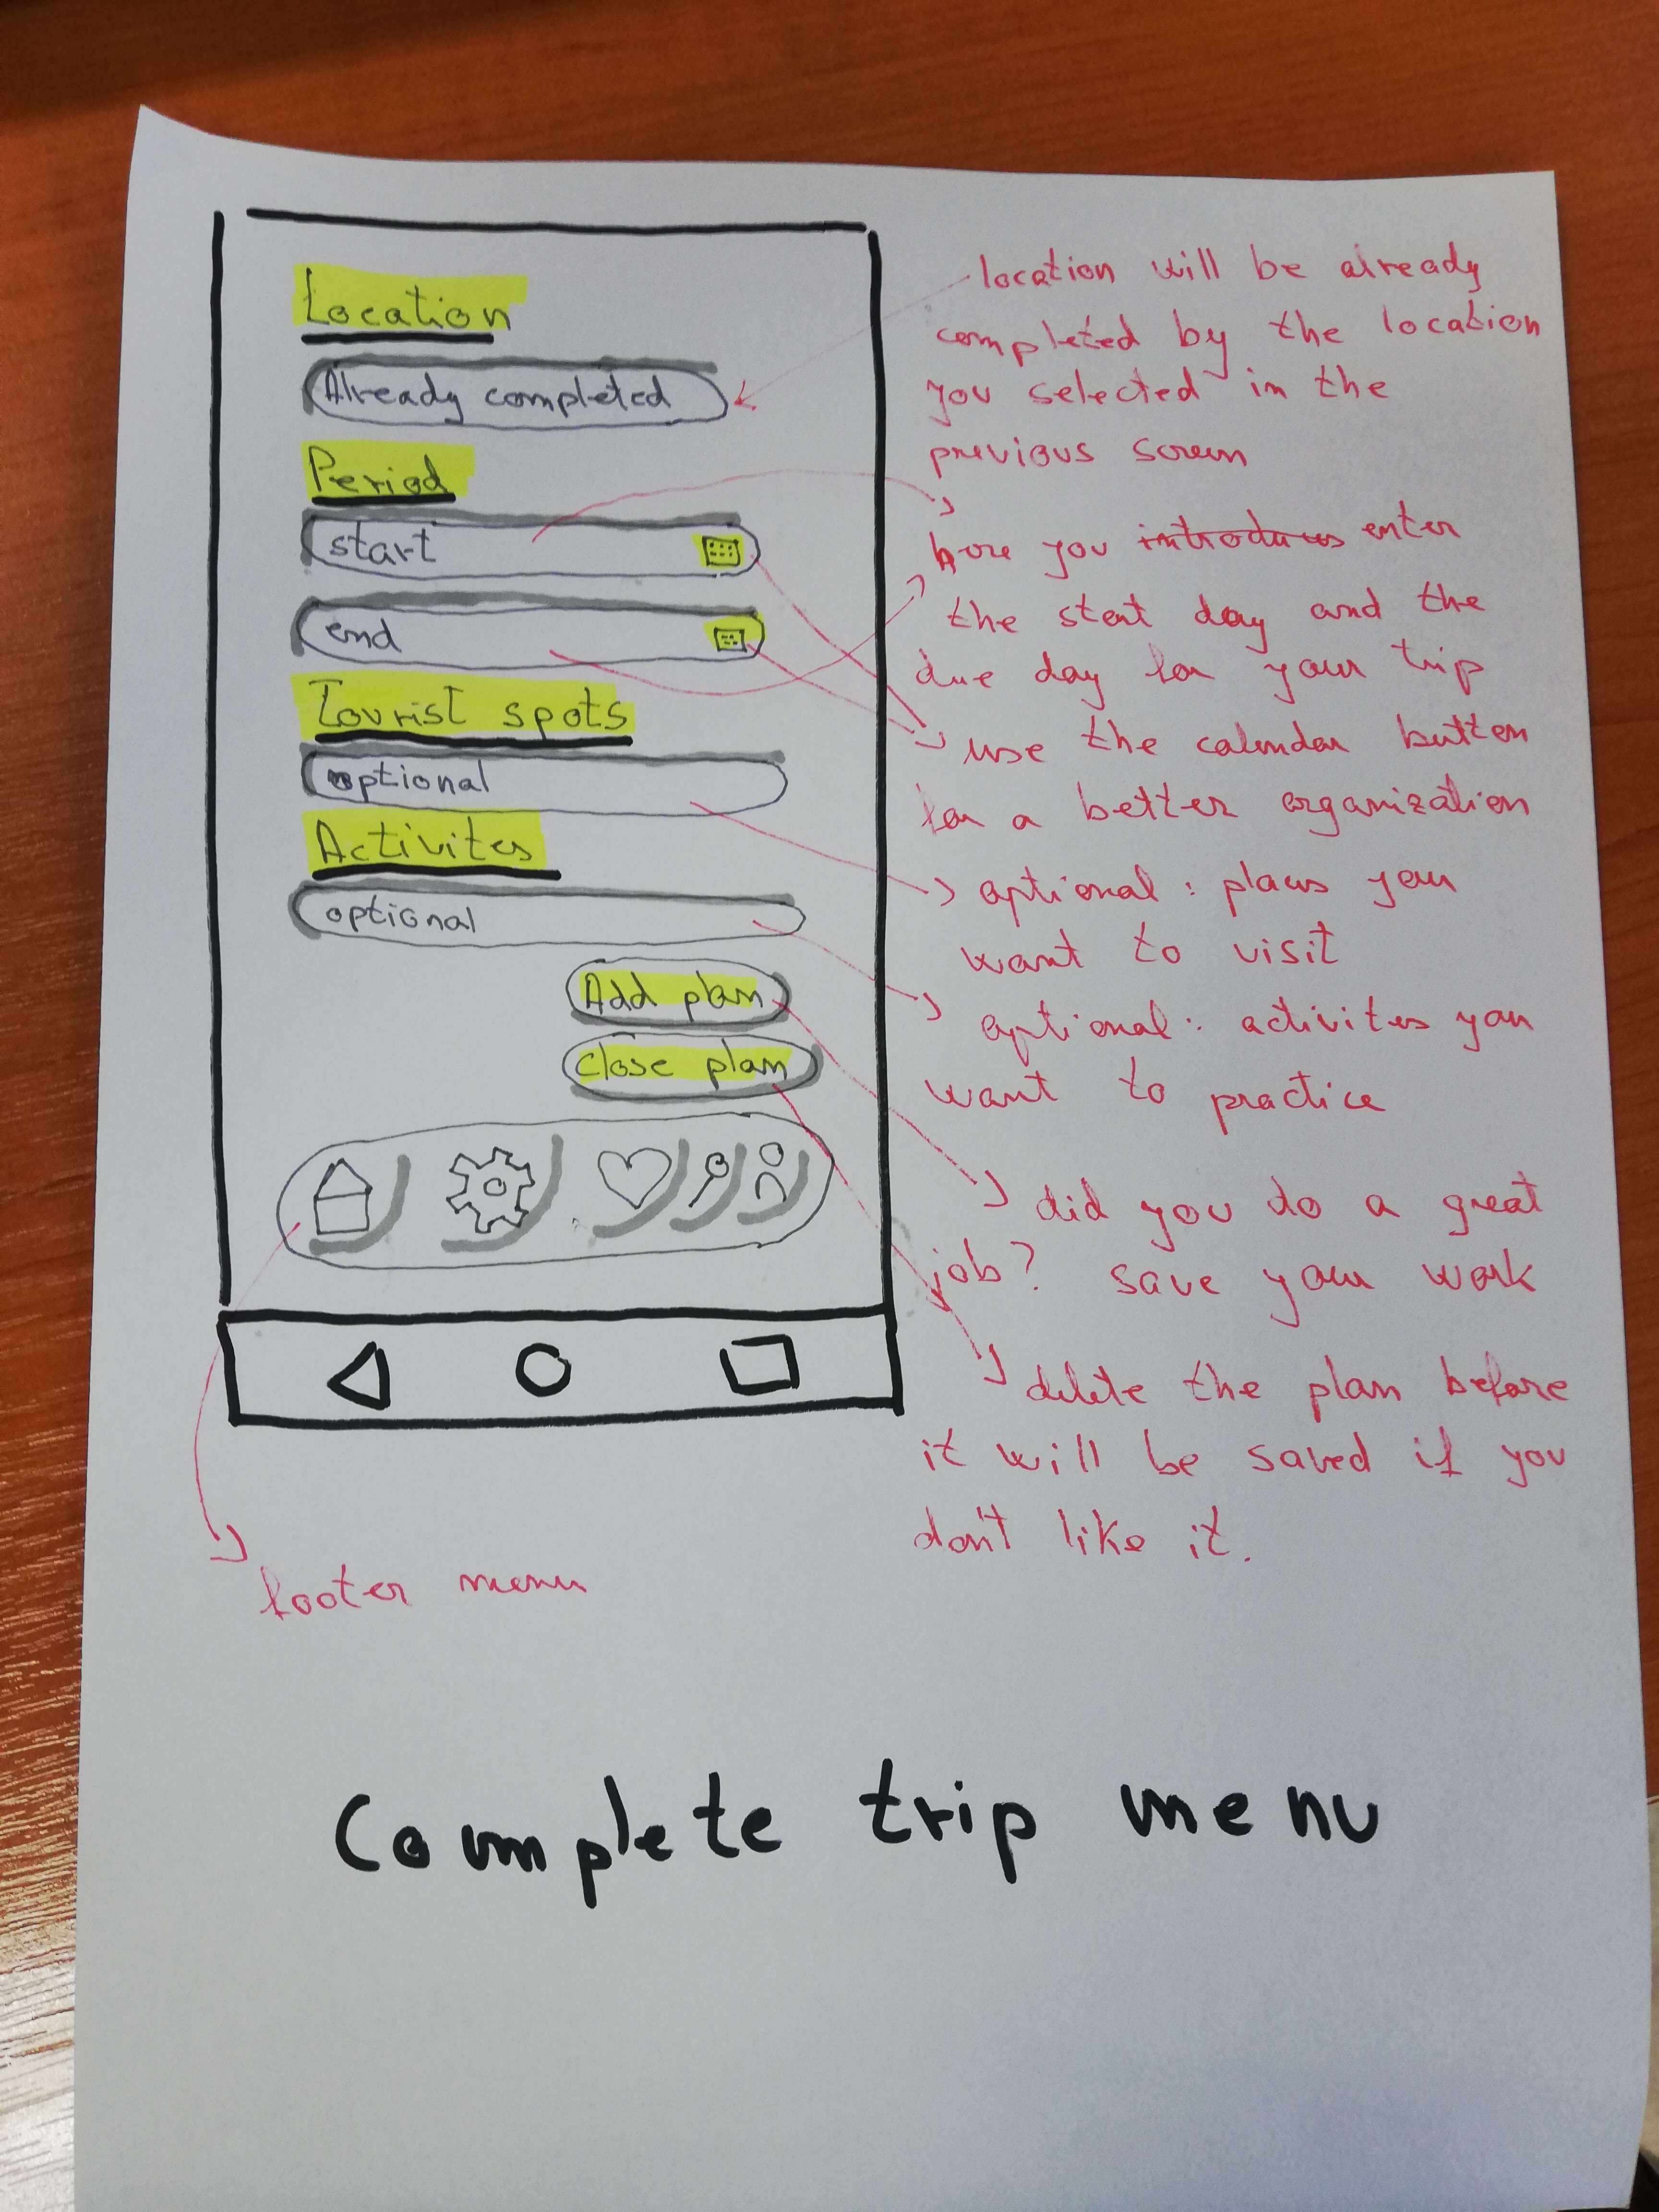 Location
Already completed
Period
start
end
Tourist spots
optional
Activites
optional
Add plan
close plan
location will be already
completed by the location
you selected in the
previous screen
here you introduces enter
the start day and the
due day for your trip
use the calendar button
for a better organization
optional: places you
want to visit
optional: activites you
want to practice
did you do a great
job? save your work
delete the plan before
it will be saved if you
don't like it.
footer menu
Complete trip menu